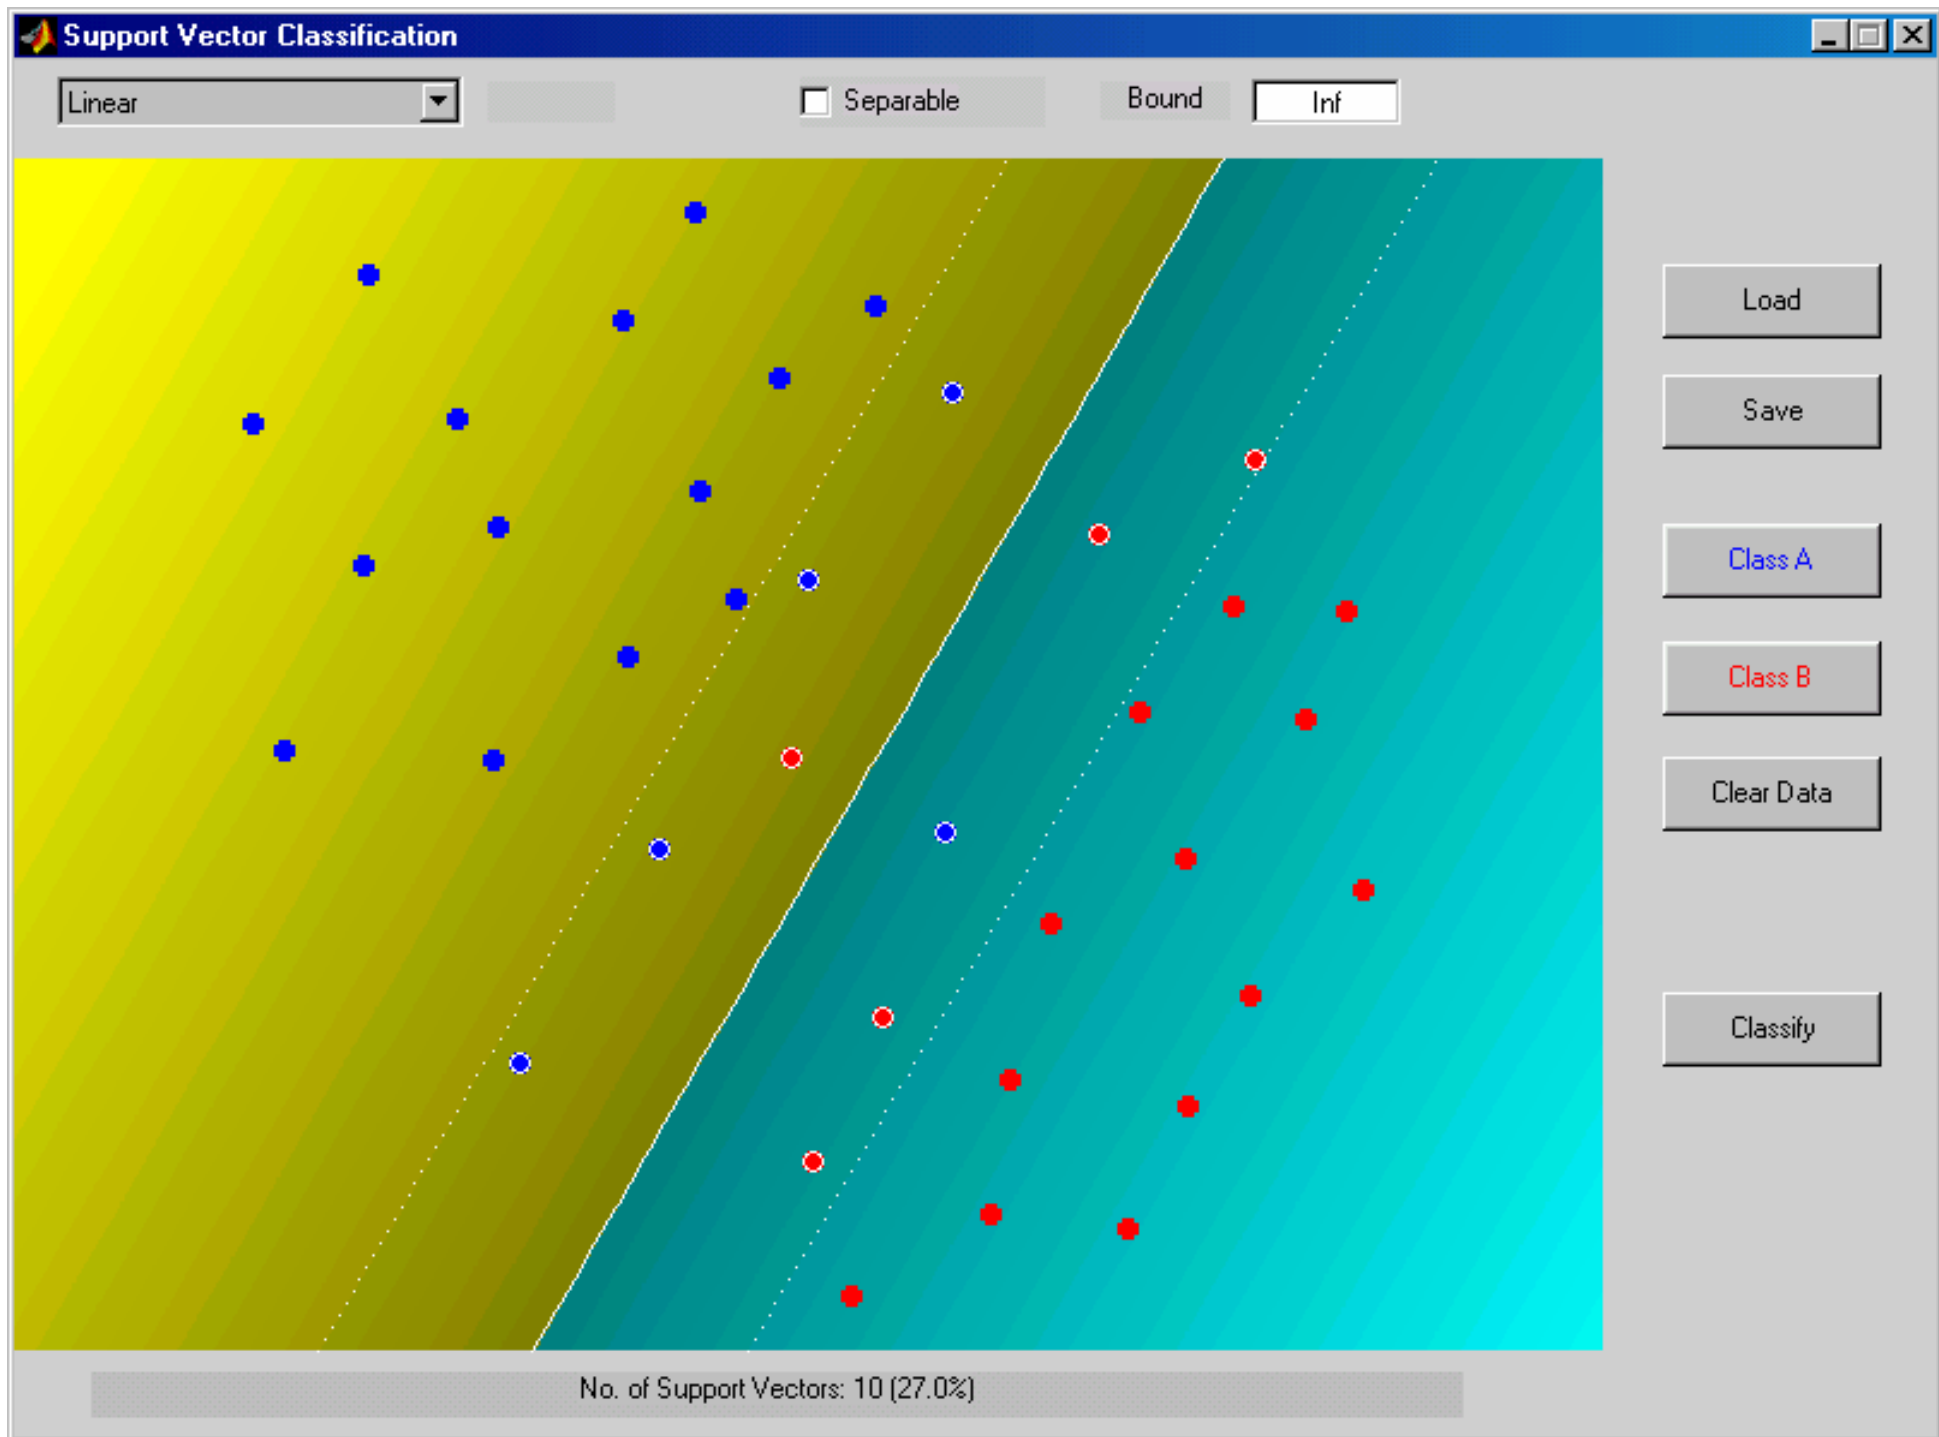 Support Vector Classification
Linear
Separable
Bound
Inf
Load
Save
Class A
Class B
Clear Data
Classify
No. of Support Vectors: 10 (27.0%)